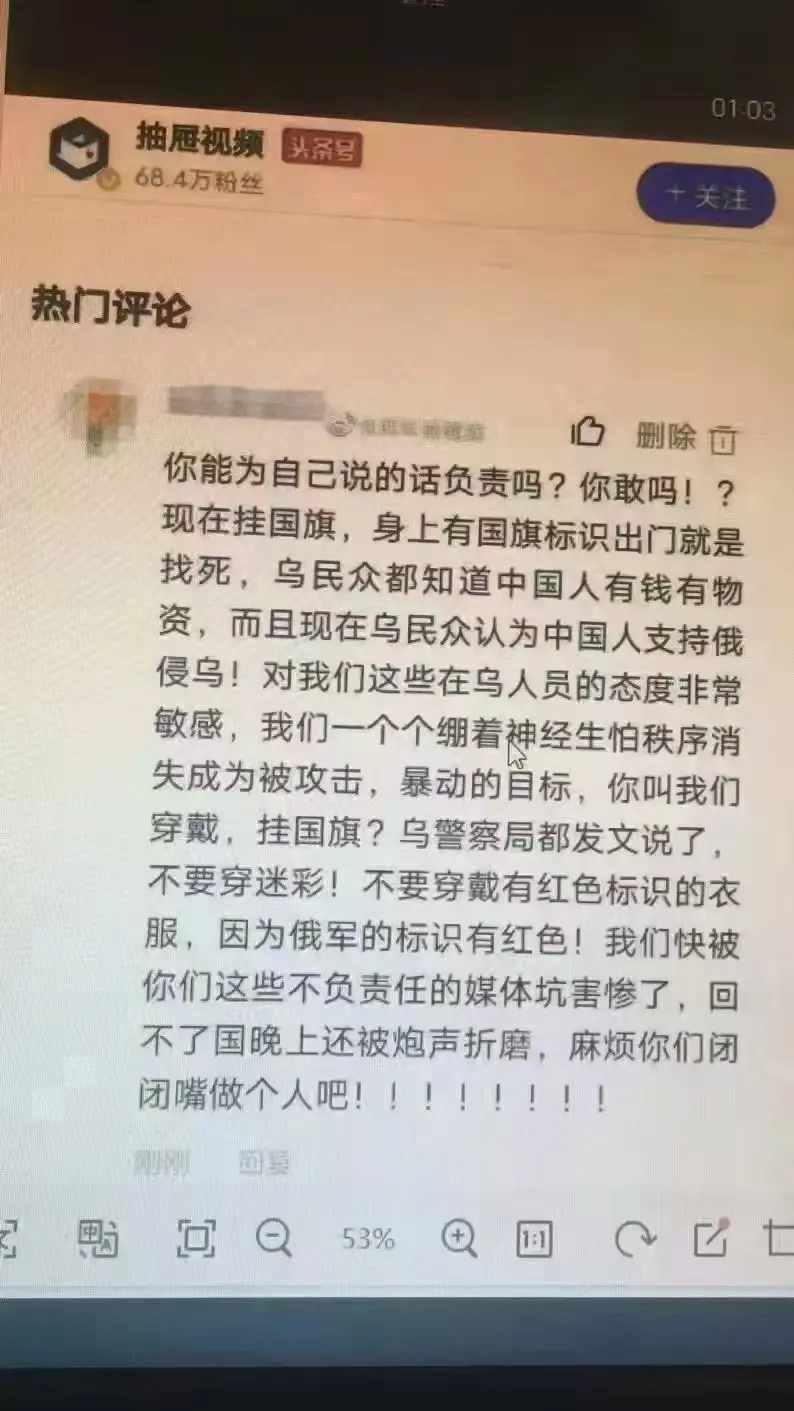 01:03
抽屉视频 头条号
68.4万粉丝
+ 关注
热门评论
删除
你能为自己说的话负责吗？你敢吗！？
现在挂国旗，身上有国旗标识出门就是
找死，乌民众都知道中国人有钱有物
资，而且现在乌民众认为中国人支持俄
侵乌！对我们这些在乌人员的态度非常
敏感，我们一个个绷着神经生怕秩序消
失成为被攻击，暴动的目标，你叫我们
穿戴，挂国旗？乌警察局都发文说了，
不要穿迷彩！不要穿戴有红色标识的衣
服，因为俄军的标识有红色！我们快被
你们这些不负责任的媒体坑害惨了，回
不了国晚上还被炮声折磨，麻烦你们闭
闭嘴做个人吧！！！！！！！！！
刚刚 回复
53% 1:1